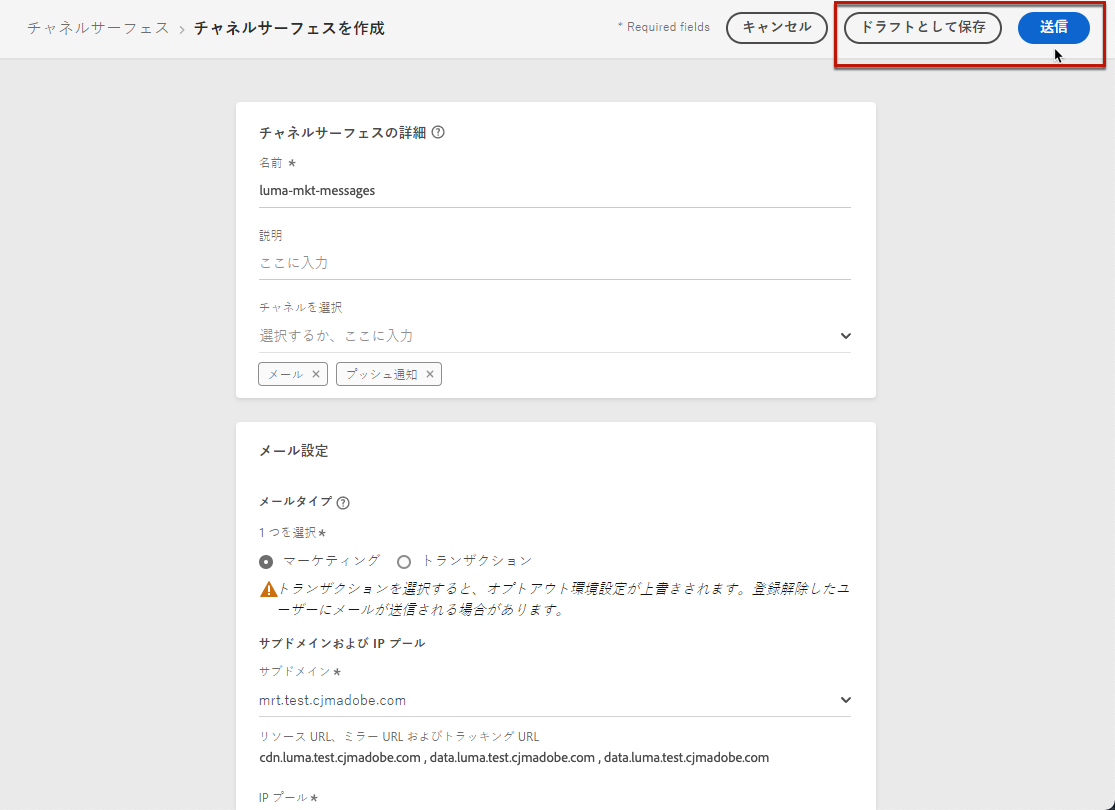 チャネルサーフェス > チャネルサーフェスを作成
* Required fields
キャンセル
ドラフトとして保存
送信
チャネルサーフェスの詳細
名前 *
luma-mkt-messages
説明
ここに入力
チャネルを選択
選択するか、ここに入力
メール ×
プッシュ通知 ×
メール設定
メールタイプ
1 つを選択 *
マーケティング
トランザクション
トランザクションを選択すると、オプトアウト環境設定が上書きされます。登録解除したユ
ーザーにメールが送信される場合があります。
サブドメインおよび IP プール
サブドメイン *
mrt.test.cjmadobe.com
リソース URL、ミラー URL およびトラッキング URL
cdn.luma.test.cjmadobe.com , data.luma.test.cjmadobe.com , data.luma.test.cjmadobe.com
IP プール *